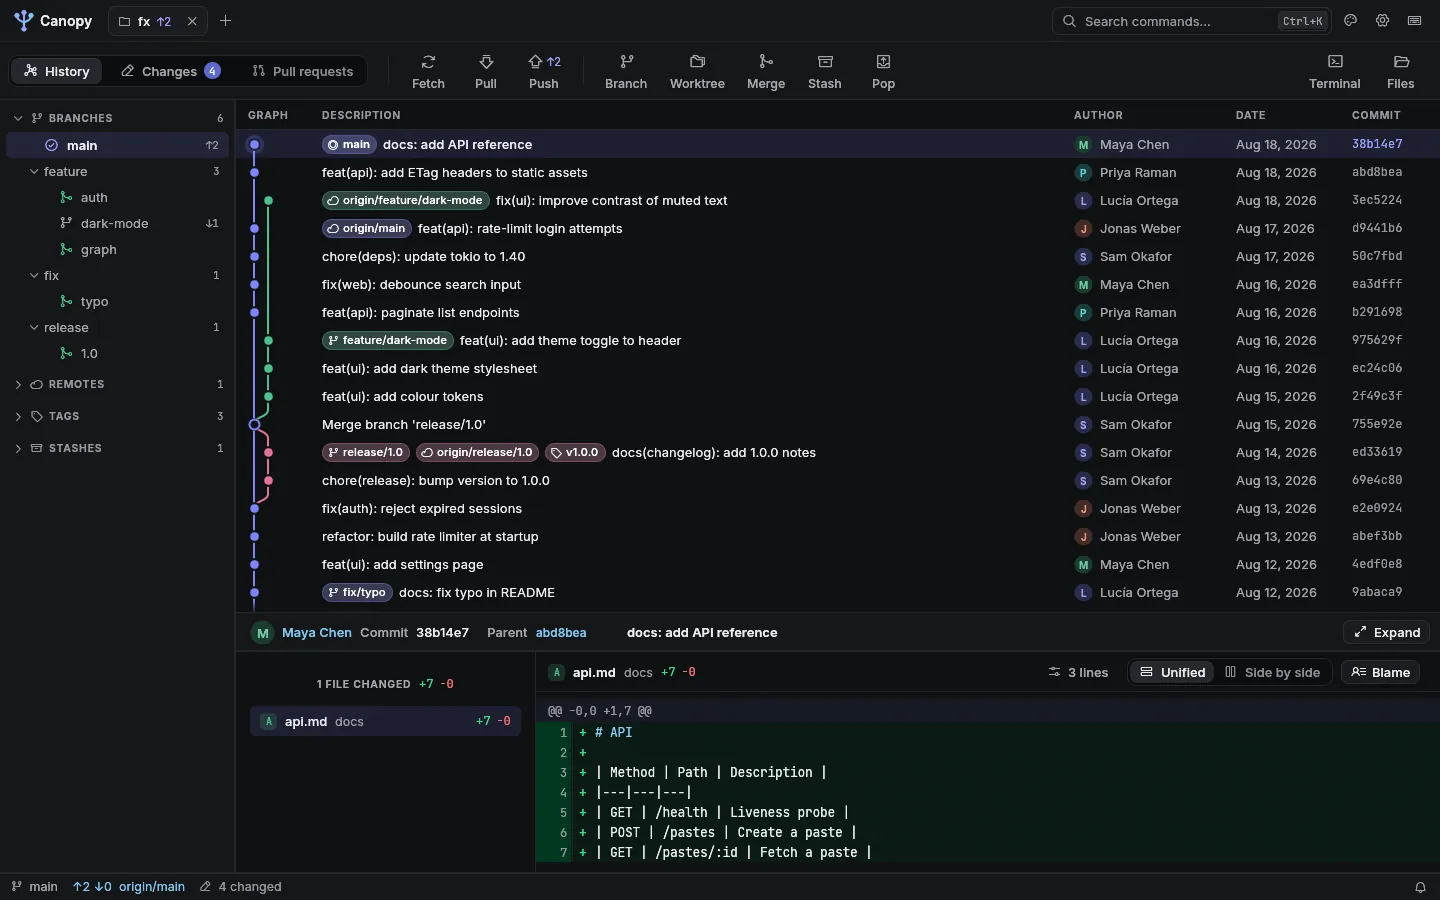 Canopy
fx ↑2
Search commands...
Ctrl+K
History
Changes 4
Pull requests
Fetch
Pull
↑2
Push
Branch
Worktree
Merge
Stash
Pop
Terminal
Files
BRANCHES 6
main ↑2
feature 3
auth
dark-mode ↓1
graph
fix 1
typo
release 1
1.0
REMOTES 1
TAGS 3
STASHES 1
GRAPH DESCRIPTION AUTHOR DATE COMMIT
main docs: add API reference M Maya Chen Aug 18, 2026 38b14e7
feat(api): add ETag headers to static assets P Priya Raman Aug 18, 2026 abd8bea
origin/feature/dark-mode fix(ui): improve contrast of muted text L Lucía Ortega Aug 18, 2026 3ec5224
origin/main feat(api): rate-limit login attempts J Jonas Weber Aug 17, 2026 d9441b6
chore(deps): update tokio to 1.40 S Sam Okafor Aug 17, 2026 50c7fbd
fix(web): debounce search input M Maya Chen Aug 16, 2026 ea3dfff
feat(api): paginate list endpoints P Priya Raman Aug 16, 2026 b291698
feature/dark-mode feat(ui): add theme toggle to header L Lucía Ortega Aug 16, 2026 975629f
feat(ui): add dark theme stylesheet L Lucía Ortega Aug 16, 2026 ec24c06
feat(ui): add colour tokens L Lucía Ortega Aug 15, 2026 2f49c3f
Merge branch 'release/1.0' S Sam Okafor Aug 15, 2026 755e92e
release/1.0 origin/release/1.0 v1.0.0 docs(changelog): add 1.0.0 notes S Sam Okafor Aug 14, 2026 ed33619
chore(release): bump version to 1.0.0 S Sam Okafor Aug 13, 2026 69e4c80
fix(auth): reject expired sessions J Jonas Weber Aug 13, 2026 e2e0924
refactor: build rate limiter at startup J Jonas Weber Aug 13, 2026 abef3bb
feat(ui): add settings page M Maya Chen Aug 12, 2026 4edf0e8
fix/typo docs: fix typo in README L Lucía Ortega Aug 12, 2026 9abaca9
M Maya Chen Commit 38b14e7 Parent abd8bea docs: add API reference
Expand
1 FILE CHANGED +7 -0
A api.md docs +7 -0
A api.md docs +7 -0
3 lines
Unified
Side by side
Blame
@@ -0,0 +1,7 @@
1 + # API
2 +
3 + | Method | Path | Description |
4 + |---|---|---|
5 + | GET | /health | Liveness probe |
6 + | POST | /pastes | Create a paste |
7 + | GET | /pastes/:id | Fetch a paste |
main ↑2 ↓0 origin/main 4 changed